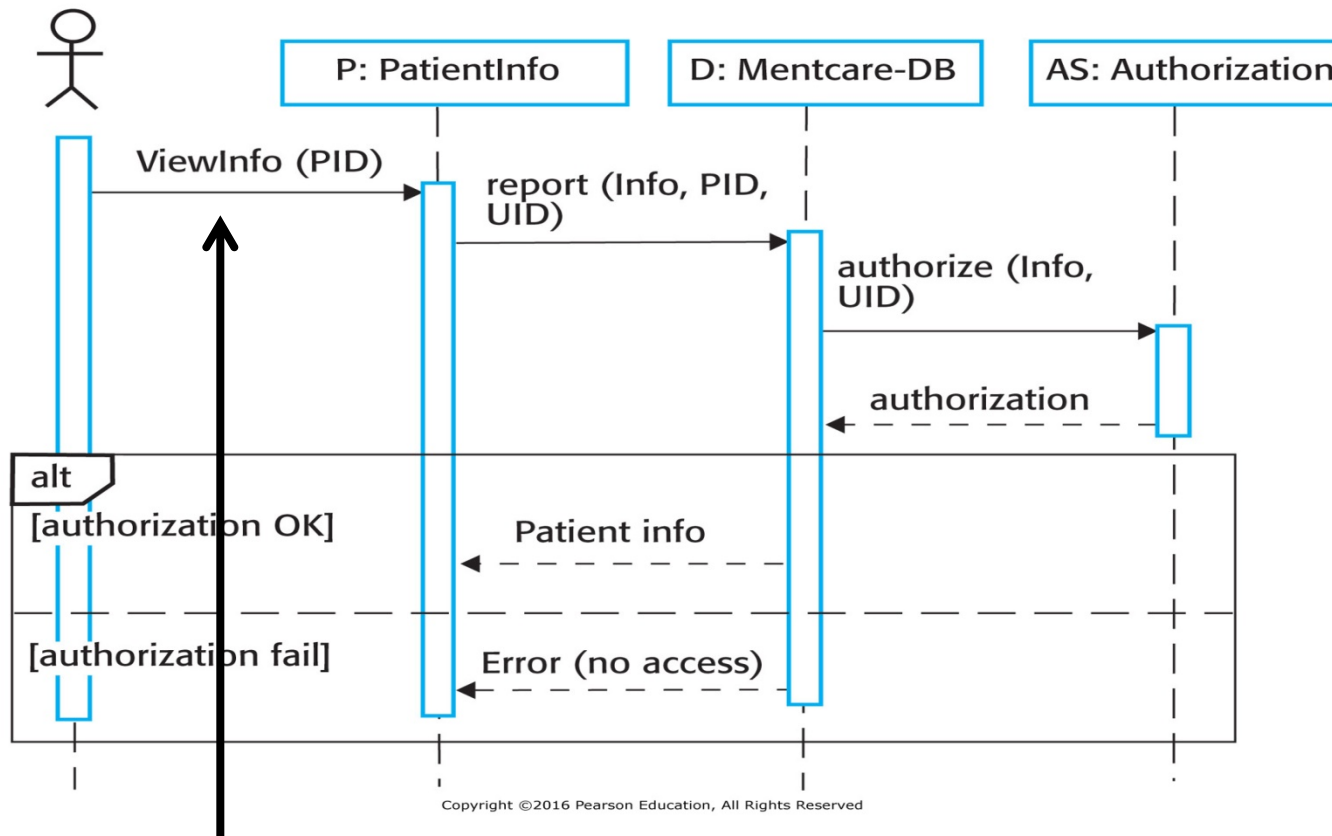 P: PatientInfo
D: Mentcare-DB
AS: Authorization
ViewInfo (PID)
report (Info, PID,
UID)
authorize (Info,
UID)
authorization
alt
[authorization OK]
Patient info
[authorization fail]
Error (no access)
Copyright ©2016 Pearson Education, All Rights Reserved